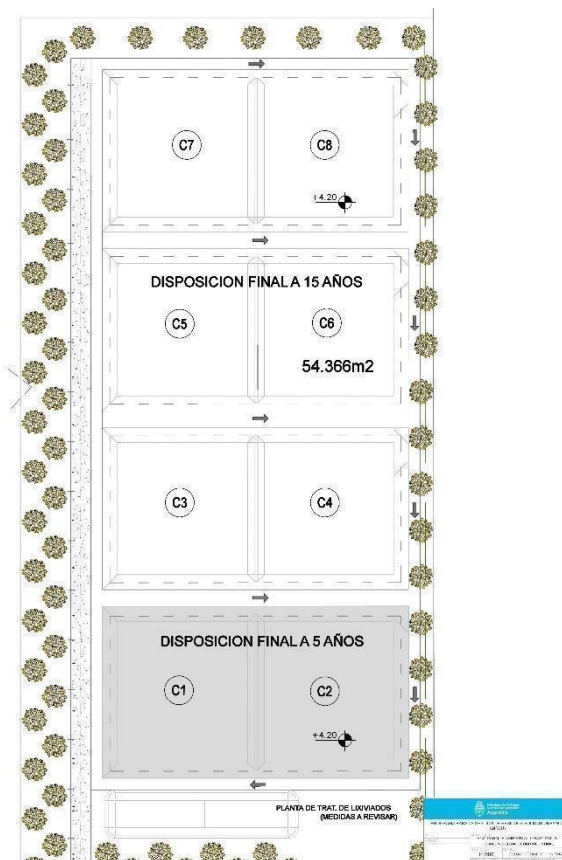 C7
C8
+4.20
DISPOSICION FINAL A 15 AÑOS
C5
C6
54.366m2
C3
C4
DISPOSICION FINAL A 5 AÑOS
C1
C2
+4.20
PLANTA DE TRAT. DE LIXIVIADOS
(MEDIDAS A REVISAR)
Argentina